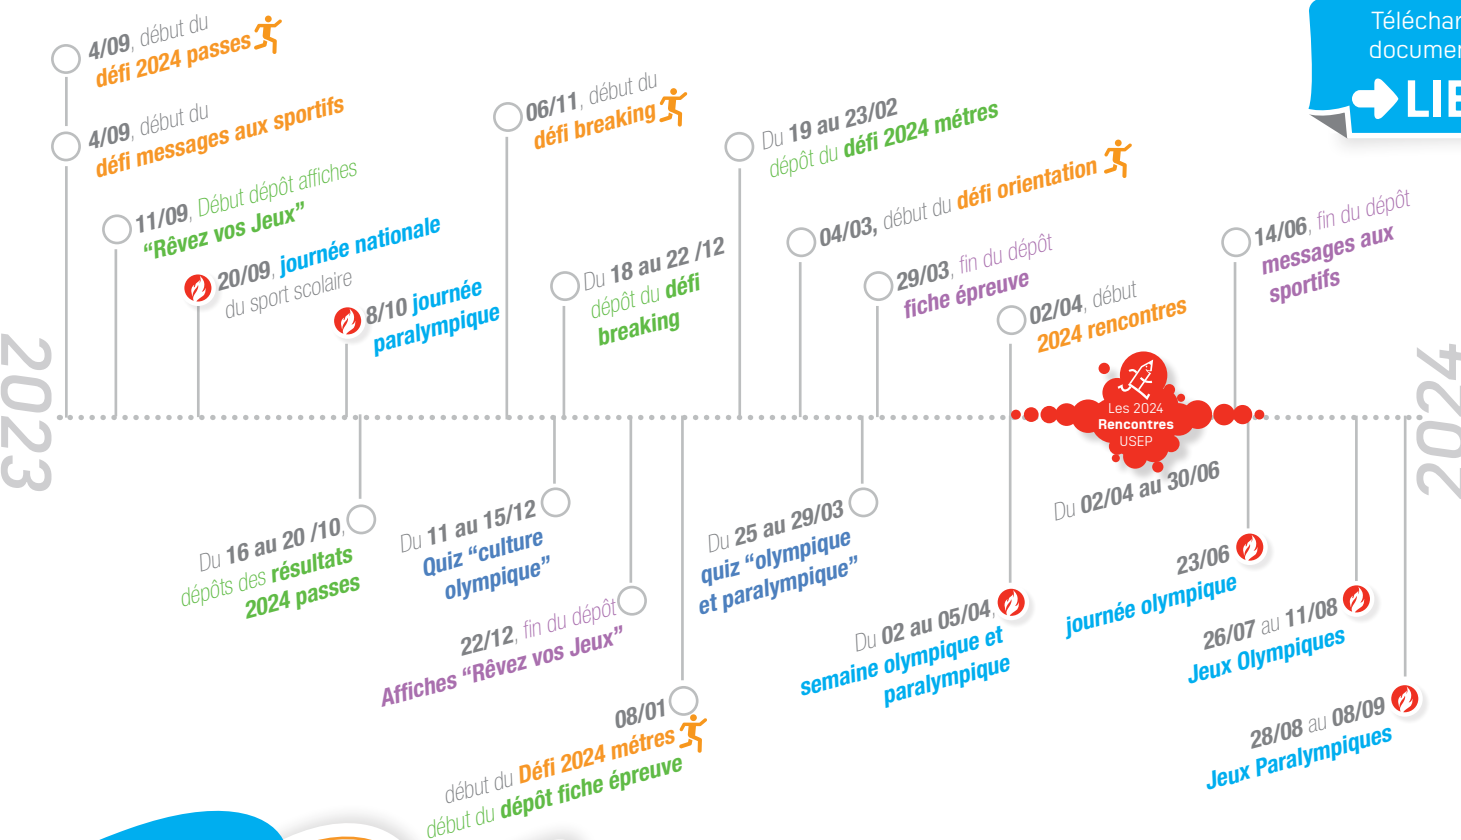 4/09, début du
défi 2024 passes
4/09, début du
défi messages aux sportifs
11/09, Début dépôt affiches
“Rêvez vos Jeux”
20/09, journée nationale
du sport scolaire
8/10 journée
paralympique
06/11, début du
défi breaking
Du 18 au 22 /12
dépôt du défi
breaking
Du 19 au 23/02
dépôt du défi 2024 métres
04/03, début du défi orientation
29/03, fin du dépôt
fiche épreuve
02/04, début
2024 rencontres
14/06, fin du dépôt
messages aux
sportifs
2023
2024
Les 2024
Rencontres
USEP
Du 02/04 au 30/06
Du 16 au 20 /10,
dépôts des résultats
2024 passes
Du 11 au 15/12
Quiz “culture
olympique”
22/12, fin du dépôt
Affiches “Rêvez vos Jeux”
08/01
début du Défi 2024 métres
début du dépôt fiche épreuve
Du 25 au 29/03
quiz “olympique
et paralympique”
Du 02 au 05/04,
semaine olympique et
paralympique
23/06
journée olympique
26/07 au 11/08
Jeux Olympiques
28/08 au 08/09
Jeux Paralympiques